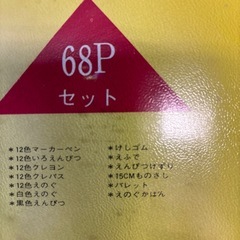 68P
セット
＊12色マーカーペン
＊12色いろえんぴつ
＊12色クレヨン
＊12色クレパス
＊12色えのぐ
＊白色えのぐ
＊黒色えんぴつ
＊けしゴム
＊えふで
＊えんぴつけずり
＊15CMものさし
＊パレット
＊えのぐかばん